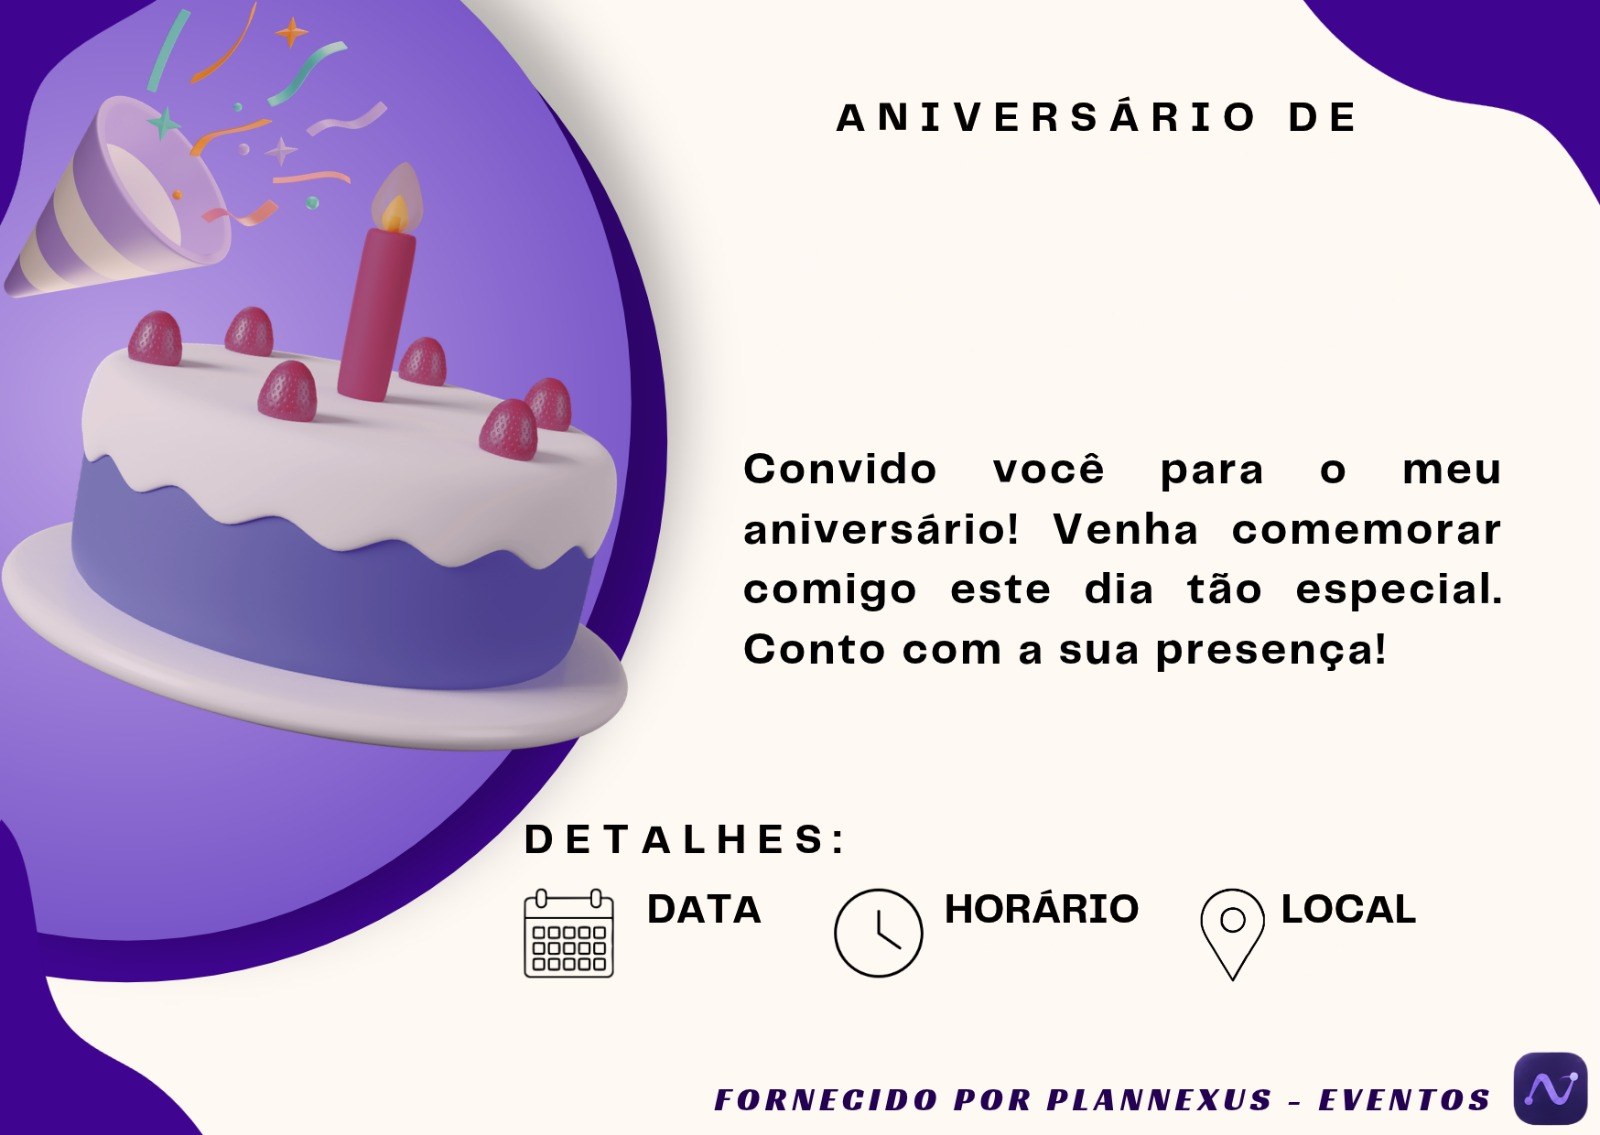 ANIVERSÁRIO DE
Convido você para o meu
aniversário! Venha comemorar
comigo este dia tão especial.
Conto com a sua presença!
DETALHES:
DATA HORÁRIO LOCAL
FORNECIDO POR PLANNEXUS - EVENTOS